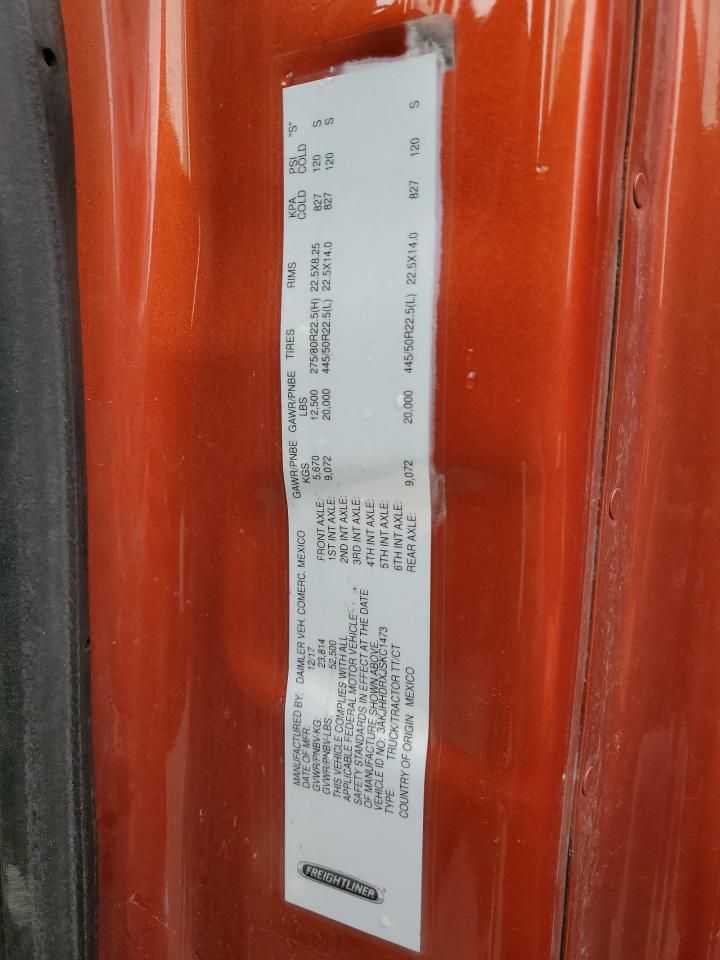 FREIGHTLINER
MANUFACTURED BY: DAIMLER VEH. COMERC. MEXICO
DATE OF MFR: 12/17
GVWR/PNBV-KG: 23,814
GVWR/PNBV-LBS: 52,500
THIS VEHICLE COMPLIES WITH ALL
APPLICABLE FEDERAL MOTOR VEHICLE
SAFETY STANDARDS IN EFFECT AT THE DATE
OF MANUFACTURE SHOWN ABOVE.
VEHICLE ID NO: 3AKJHHDRXJSKC1473
TYPE: TRUCK/TRACTOR TT/CT
COUNTRY OF ORIGIN: MEXICO
GAWR/PNBE GAWR/PNBE TIRES RIMS KPA PSI "S"
KGS LBS COLD COLD
FRONT AXLE: 5,670 12,500 275/80R22.5(H) 22.5X8.25 827 120 S
1ST INT AXLE: 9,072 20,000 445/50R22.5(L) 22.5X14.0 827 120 S
2ND INT AXLE:
3RD INT AXLE:
4TH INT AXLE:
5TH INT AXLE:
6TH INT AXLE:
REAR AXLE: 9,072 20,000 445/50R22.5(L) 22.5X14.0 827 120 S